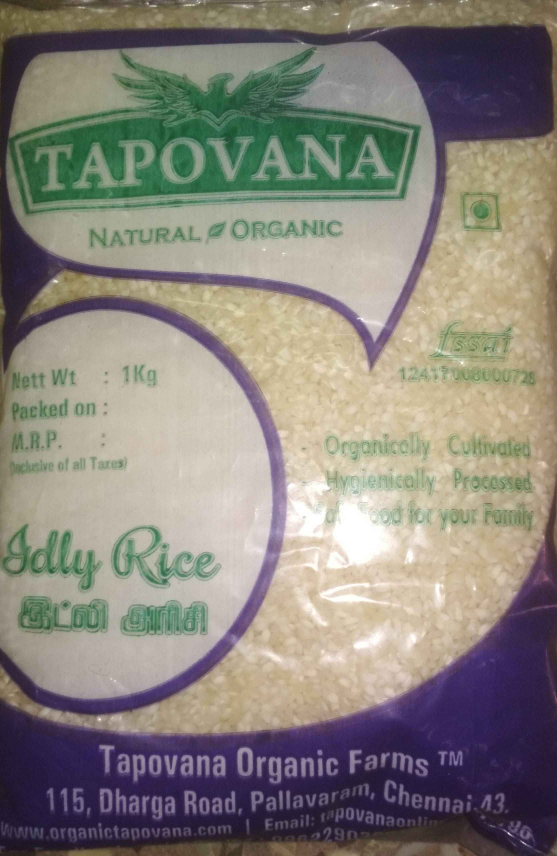 TAPOVANA
NATURAL ORGANIC
fssai
12417008000728
Nett Wt : 1Kg
Packed on :
M.R.P. :
(Inclusive of all Taxes)
Organically Cultivated
Hygienically Processed
Food for your Family
Idly Rice
இட்லி அரிசி
Tapovana Organic Farms ™
115, Dharga Road, Pallavaram, Chennai-43.
www.organictapovana.com | Email: